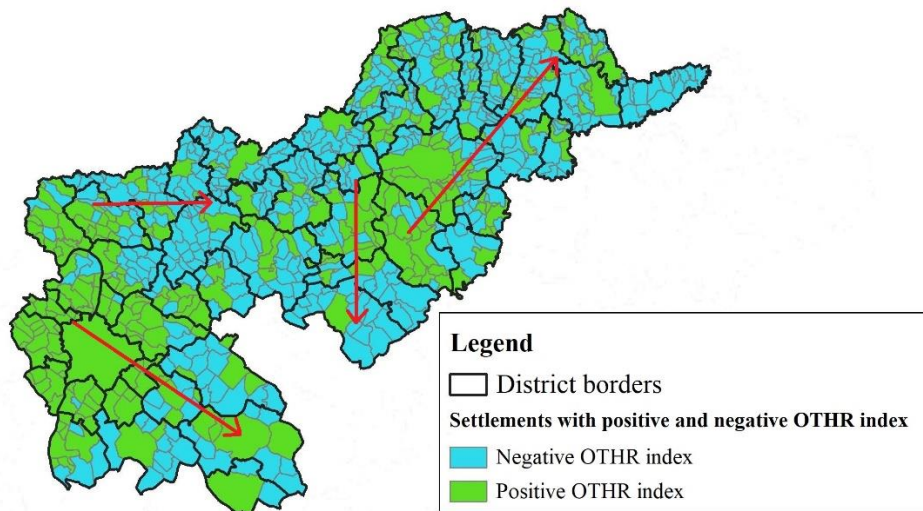 Legend
District borders
Settlements with positive and negative OTHR index
Negative OTHR index
Positive OTHR index